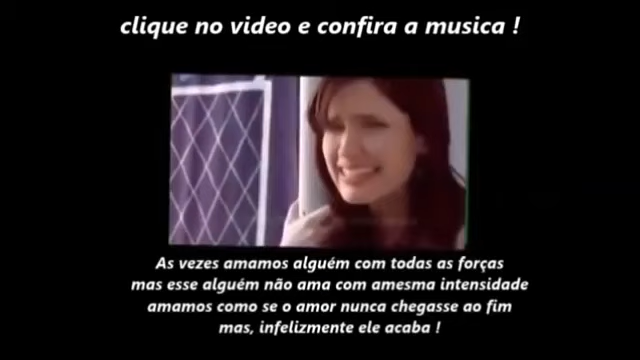 clique no video e confira a musica !
As vezes amamos alguém com todas as forças
mas esse alguém não ama com amesma intensidade
amamos como se o amor nunca chegasse ao fim
mas, infelizmente ele acaba !